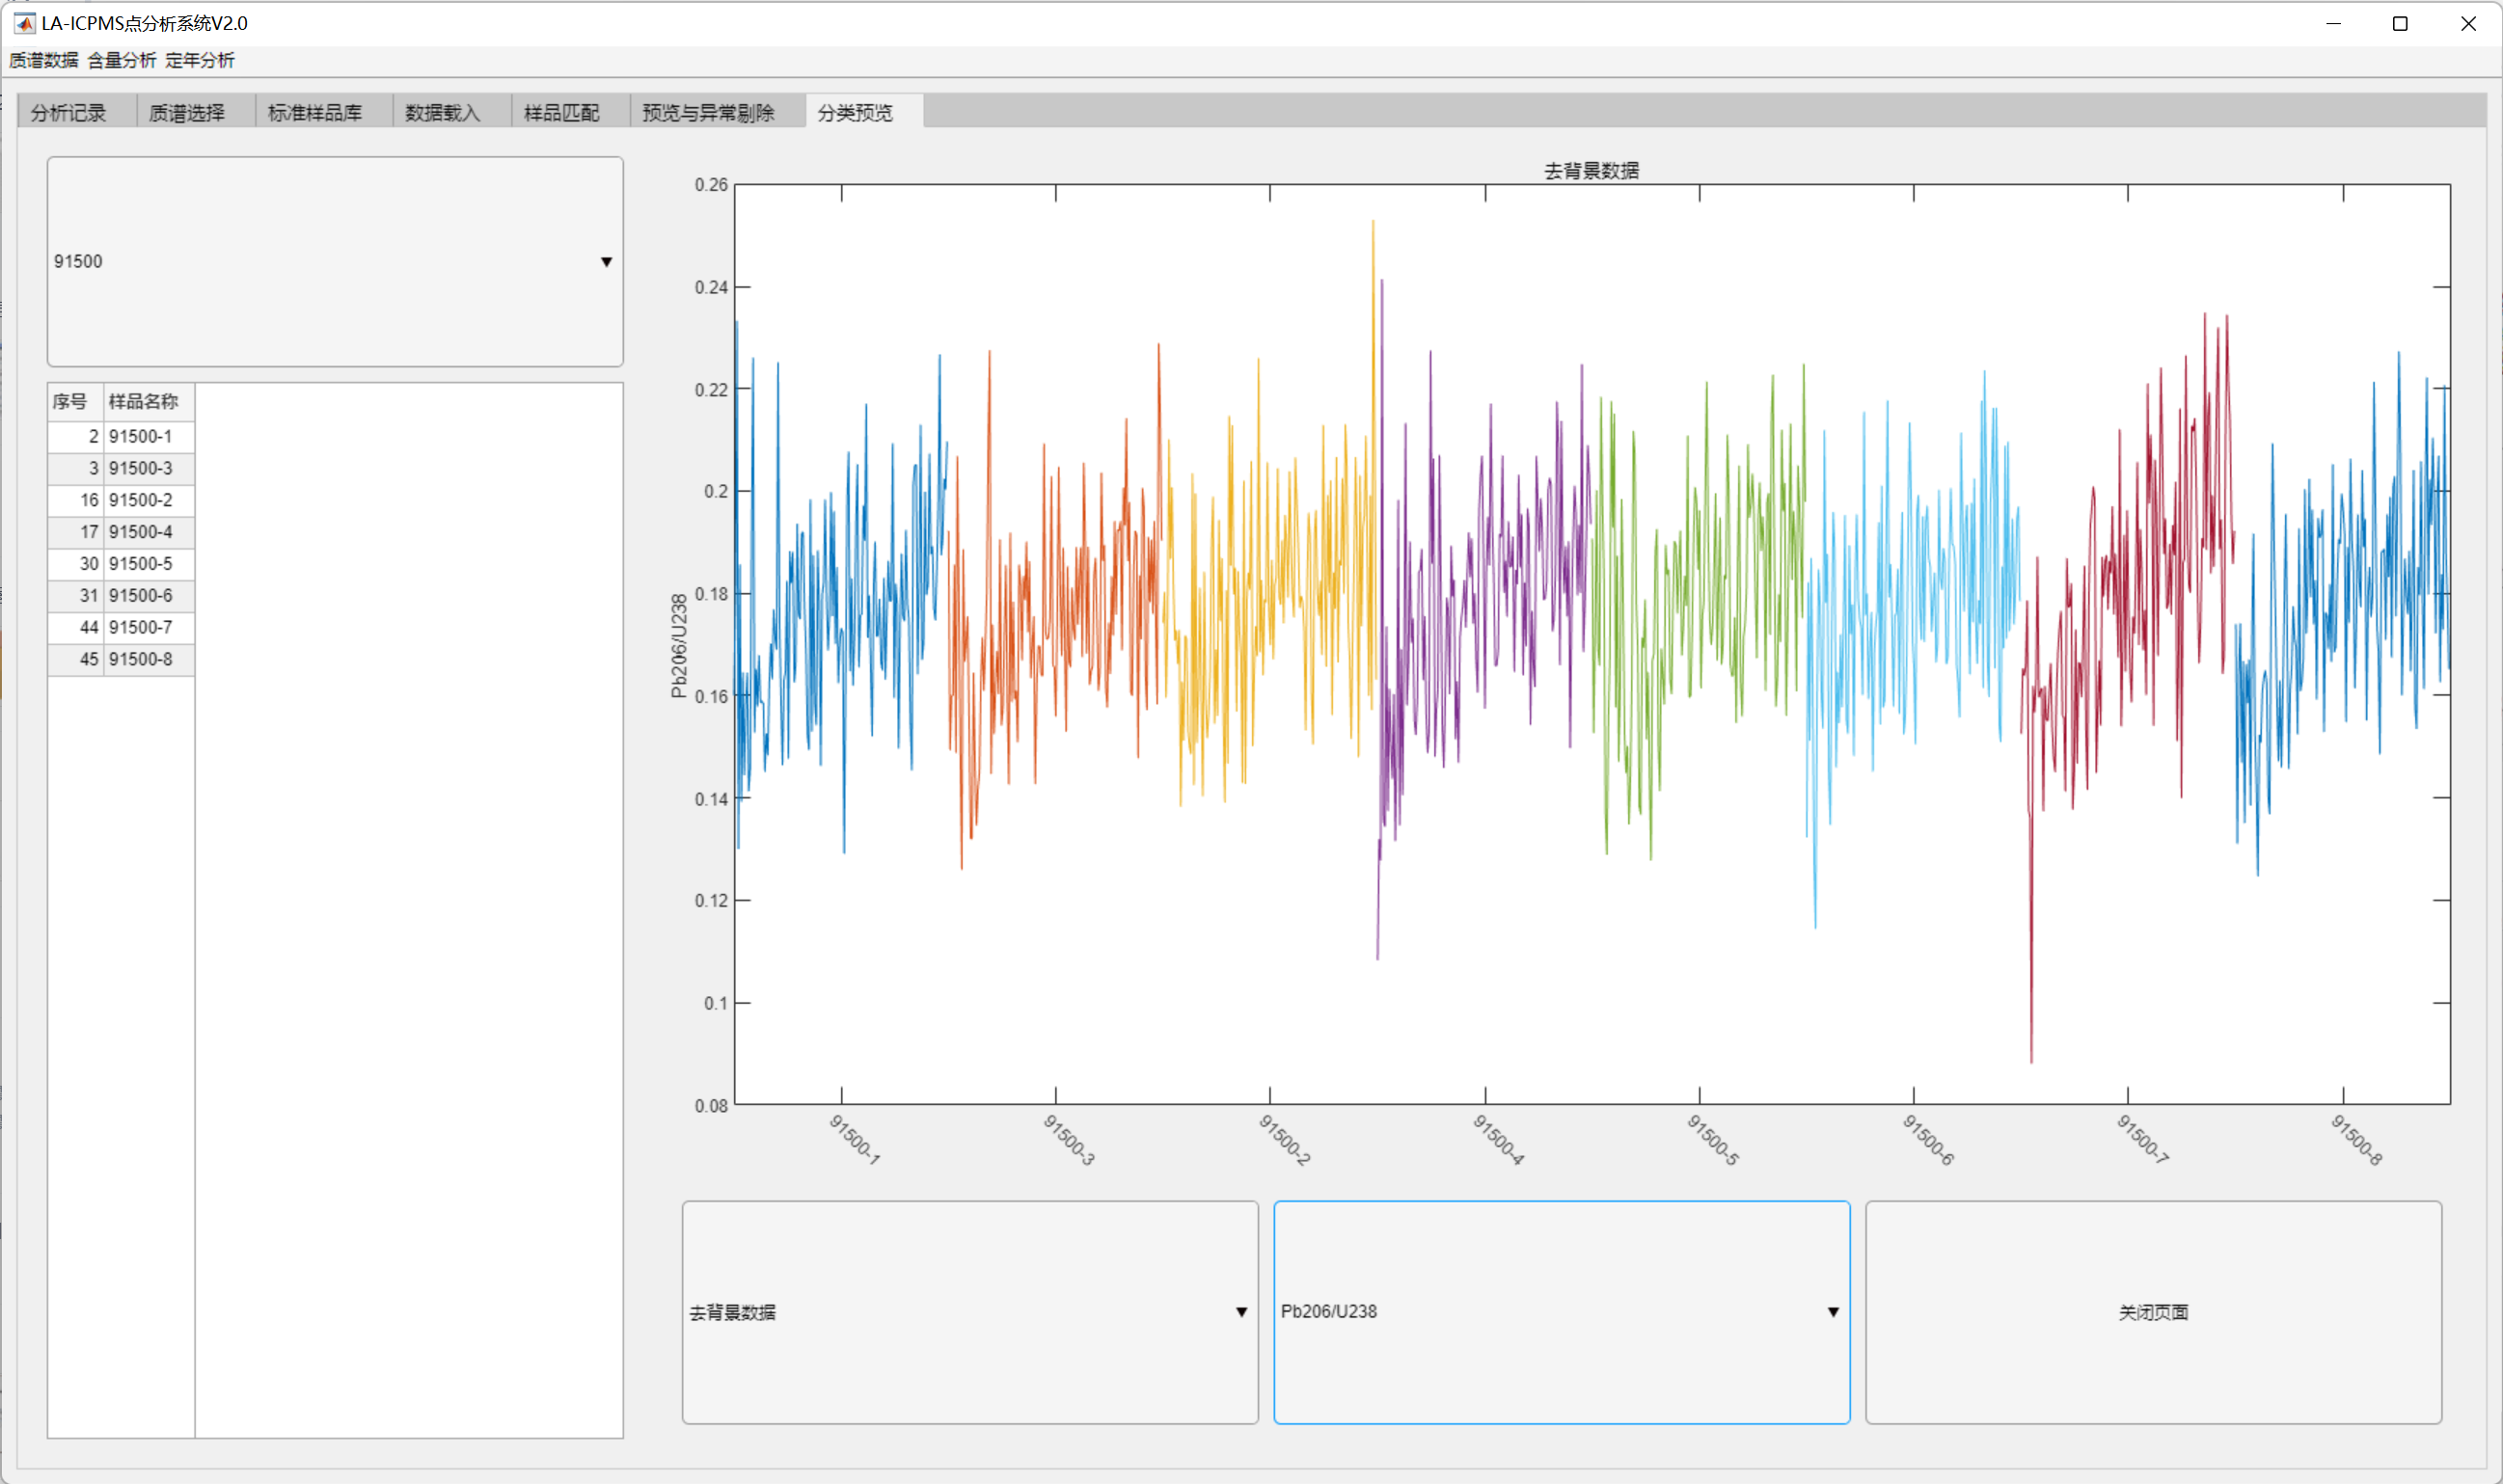 LA-ICPMS点分析系统V2.0
质谱数据 含量分析 定年分析
分析记录 质谱选择 标准样品库 数据载入 样品匹配 预览与异常剔除 分类预览
91500
序号 样品名称
2 91500-1
3 91500-3
16 91500-2
17 91500-4
30 91500-5
31 91500-6
44 91500-7
45 91500-8
去背景数据
Pb206/U238
0.26
0.24
0.22
0.2
0.18
0.16
0.14
0.12
0.1
0.08
91500-1 91500-3 91500-2 91500-4 91500-5 91500-6 91500-7 91500-8
去背景数据 Pb206/U238 关闭页面